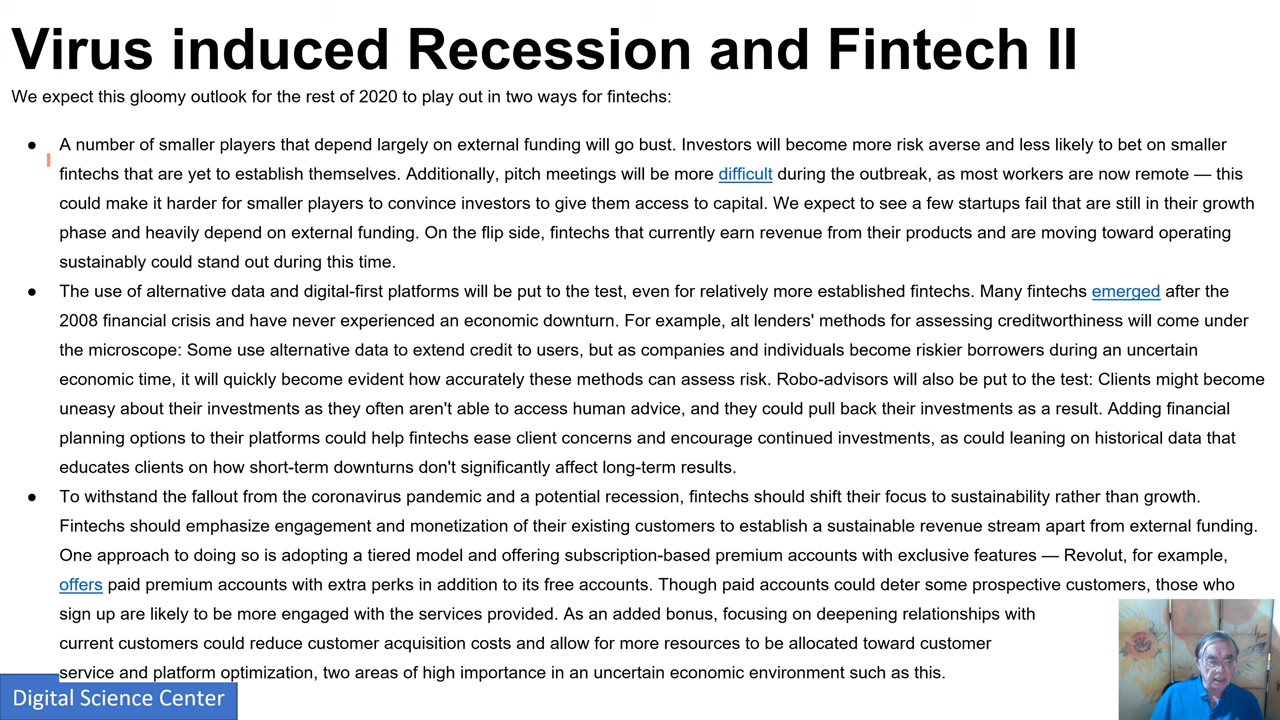 Virus induced Recession and Fintech II
We expect this gloomy outlook for the rest of 2020 to play out in two ways for fintechs:
● A number of smaller players that depend largely on external funding will go bust. Investors will become more risk averse and less likely to bet on smaller
fintechs that are yet to establish themselves. Additionally, pitch meetings will be more difficult during the outbreak, as most workers are now remote — this
could make it harder for smaller players to convince investors to give them access to capital. We expect to see a few startups fail that are still in their growth
phase and heavily depend on external funding. On the flip side, fintechs that currently earn revenue from their products and are moving toward operating
sustainably could stand out during this time.
● The use of alternative data and digital-first platforms will be put to the test, even for relatively more established fintechs. Many fintechs emerged after the
2008 financial crisis and have never experienced an economic downturn. For example, alt lenders' methods for assessing creditworthiness will come under
the microscope: Some use alternative data to extend credit to users, but as companies and individuals become riskier borrowers during an uncertain
economic time, it will quickly become evident how accurately these methods can assess risk. Robo-advisors will also be put to the test: Clients might become
uneasy about their investments as they often aren't able to access human advice, and they could pull back their investments as a result. Adding financial
planning options to their platforms could help fintechs ease client concerns and encourage continued investments, as could leaning on historical data that
educates clients on how short-term downturns don't significantly affect long-term results.
● To withstand the fallout from the coronavirus pandemic and a potential recession, fintechs should shift their focus to sustainability rather than growth.
Fintechs should emphasize engagement and monetization of their existing customers to establish a sustainable revenue stream apart from external funding.
One approach to doing so is adopting a tiered model and offering subscription-based premium accounts with exclusive features — Revolut, for example,
offers paid premium accounts with extra perks in addition to its free accounts. Though paid accounts could deter some prospective customers, those who
sign up are likely to be more engaged with the services provided. As an added bonus, focusing on deepening relationships with
current customers could reduce customer acquisition costs and allow for more resources to be allocated toward customer
service and platform optimization, two areas of high importance in an uncertain economic environment such as this.
Digital Science Center